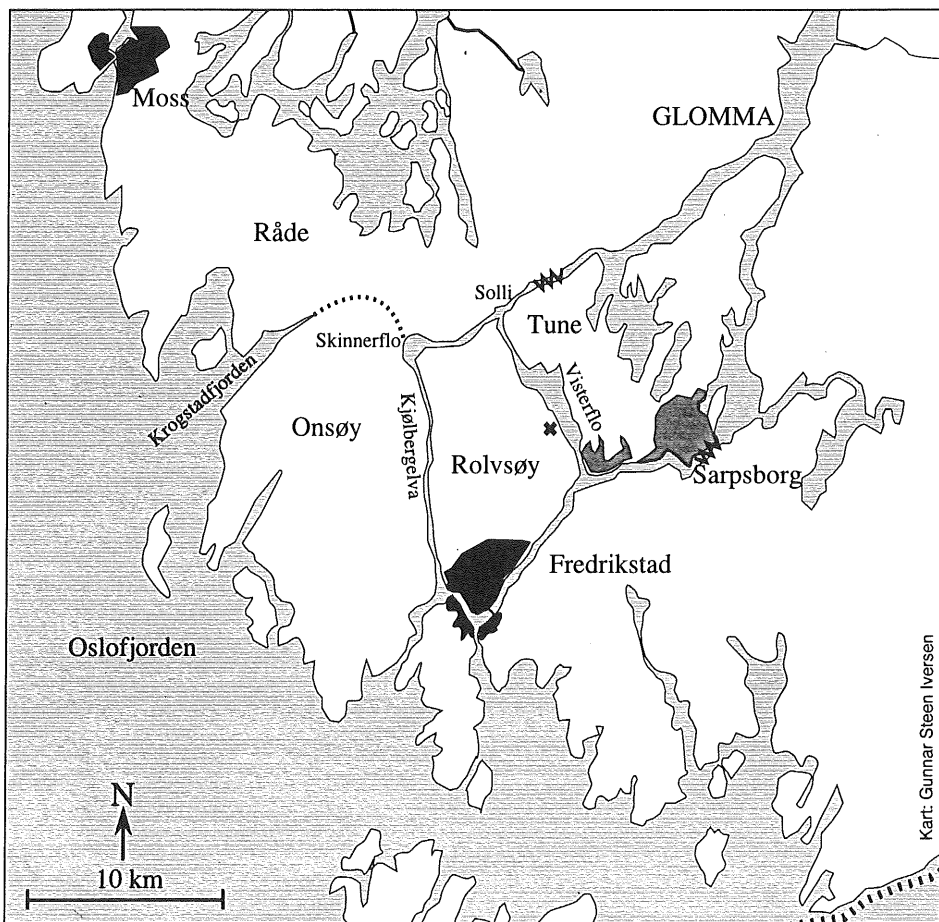 Moss
GLOMMA
Råde
Solli
Tune
Skinnerflo
Krogstadfjorden
Visterflo
Kjølbergelva
Onsøy
Rolvsøy
Sarpsborg
Fredrikstad
Oslofjorden
Kart: Gunnar Steen Iversen
N
10 km